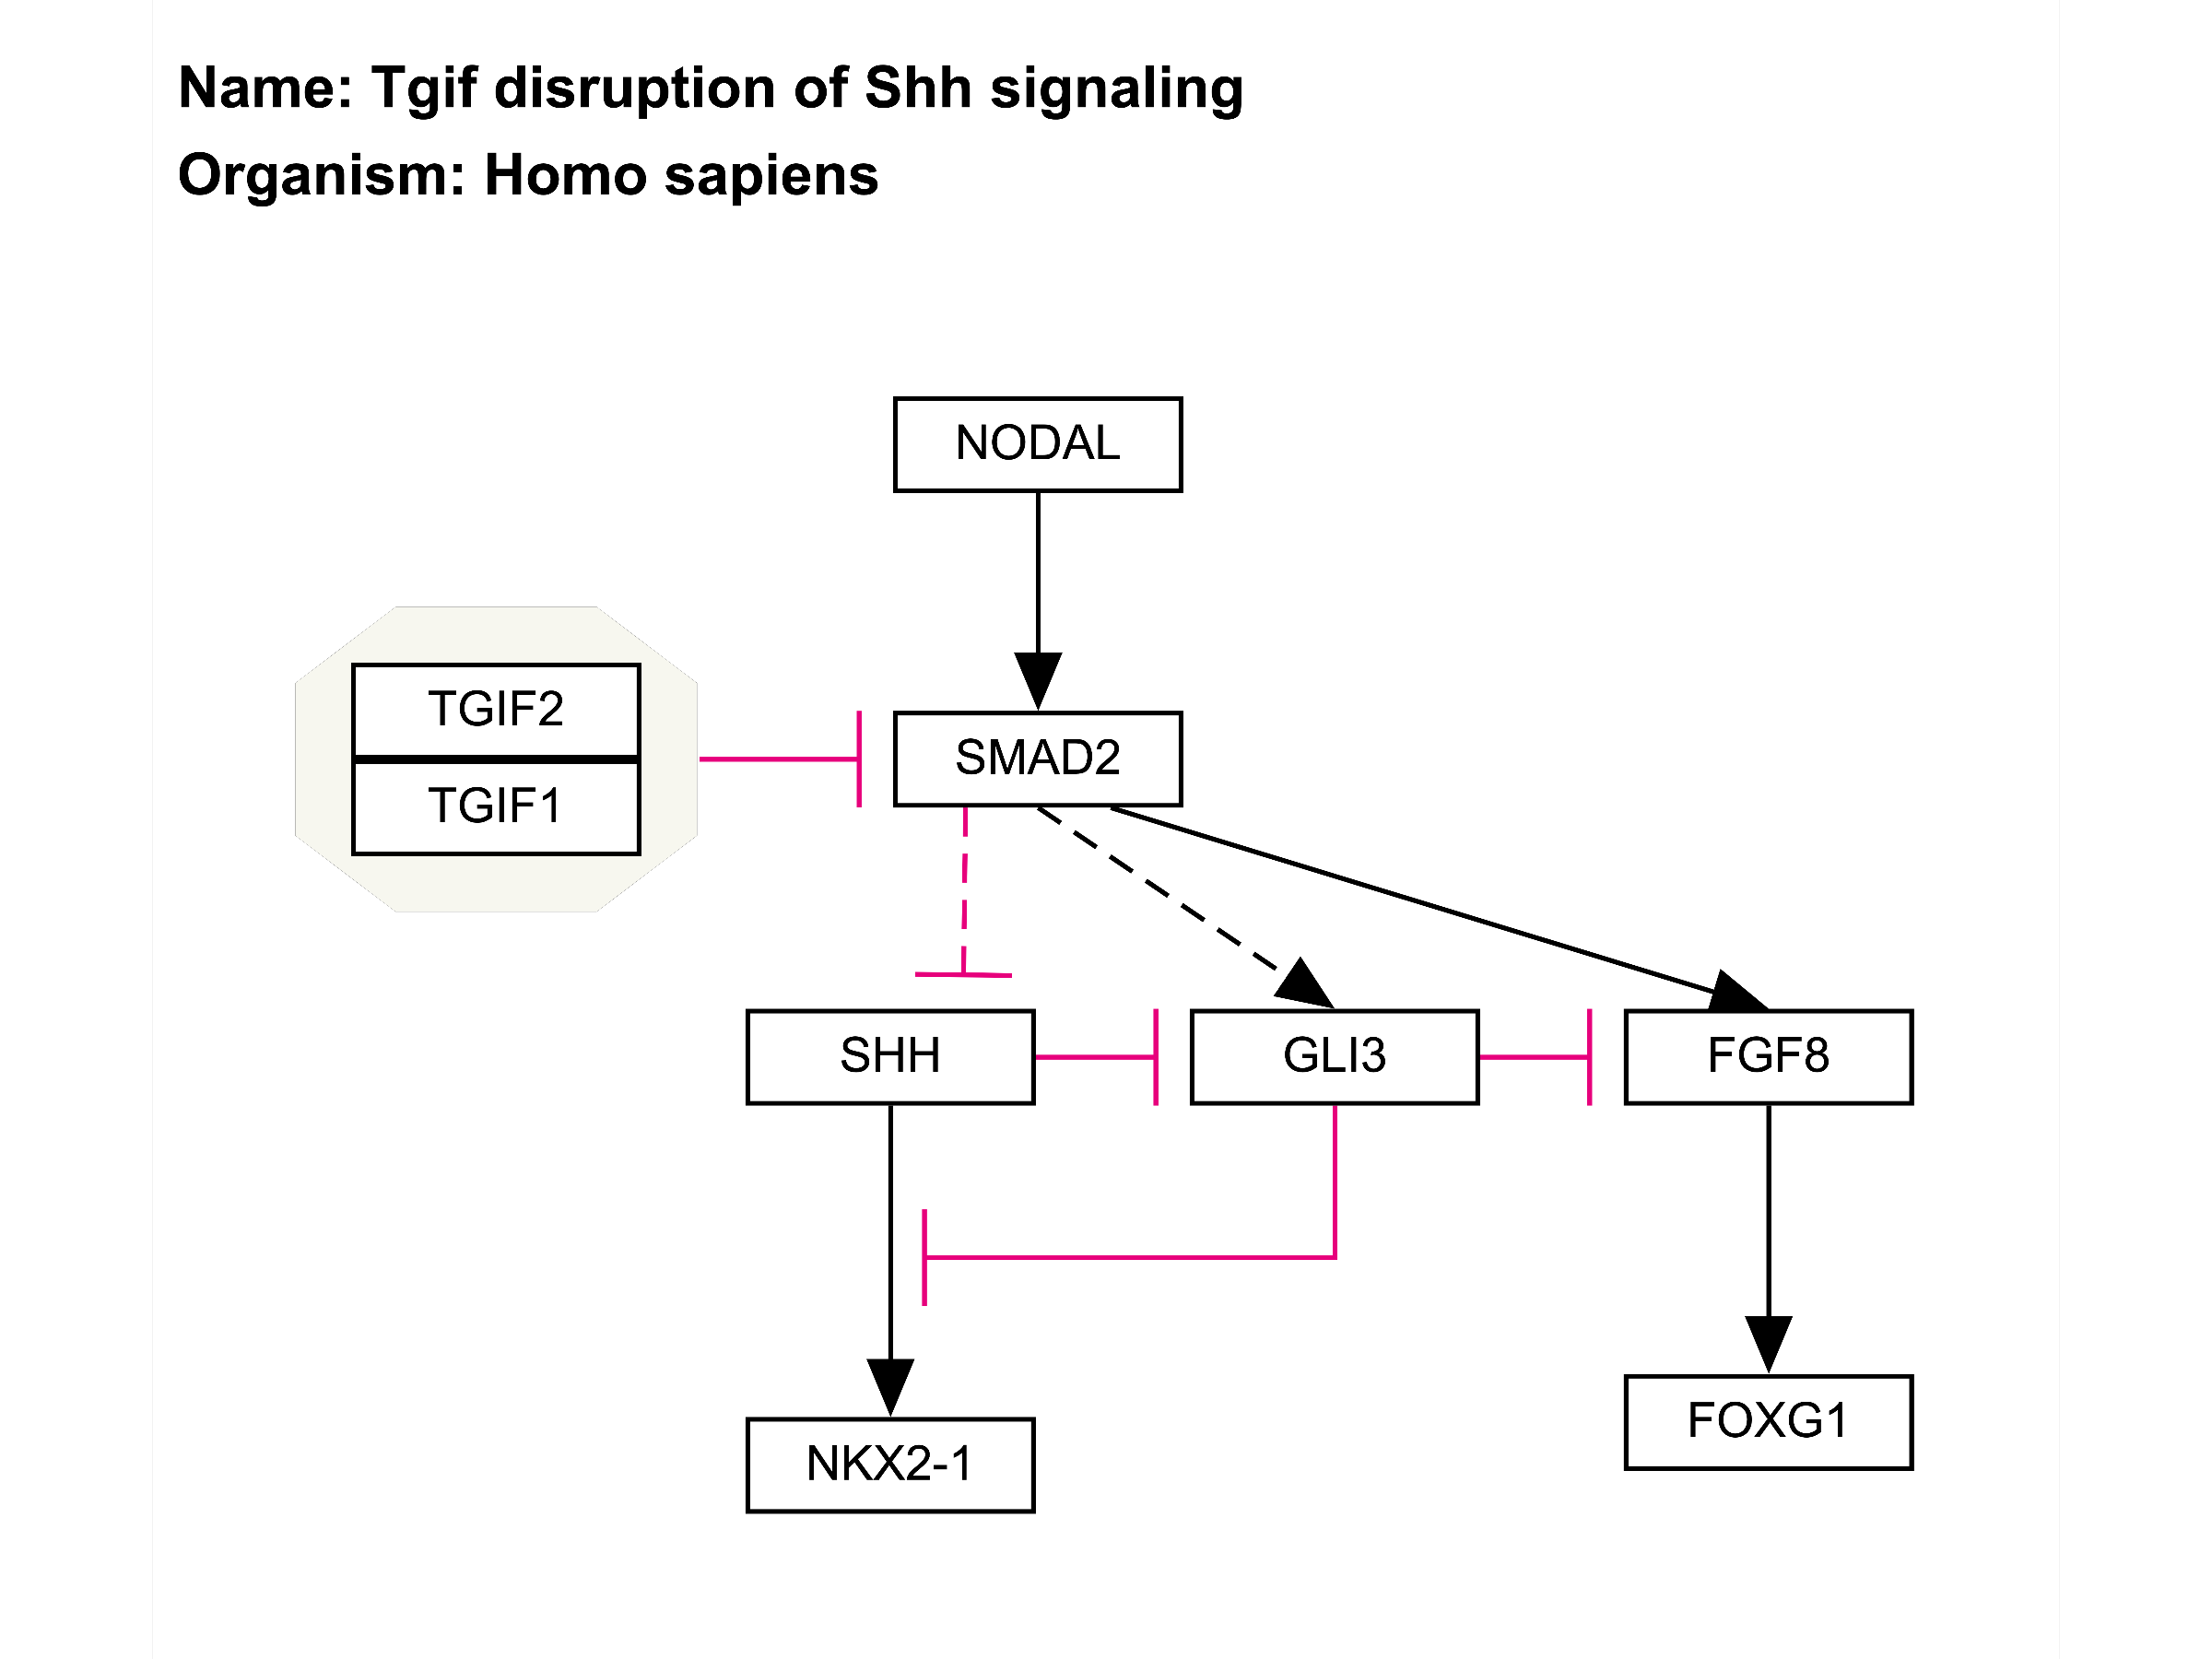 Name: Tgif disruption of Shh signaling
Organism: Homo sapiens
NODAL
TGIF2
TGIF1
SMAD2
SHH
GLI3
FGF8
NKX2-1
FOXG1